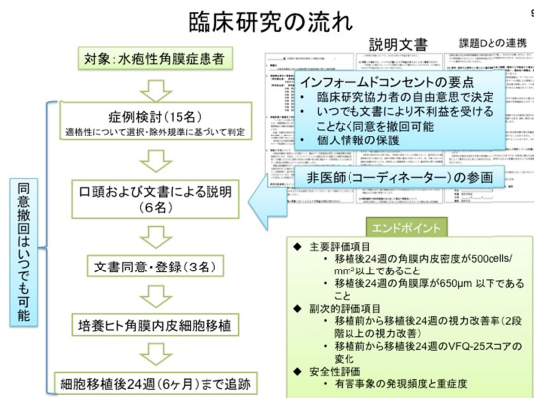 臨床研究の流れ
9
対象：水疱性角膜症患者
症例検討（15名）
適格性について選択・除外規準に基づいて判定
口頭および文書による説明
（６名）
文書同意・登録（３名）
培養ヒト角膜内皮細胞移植
細胞移植後24週（6ヶ月）まで追跡
同意撤回はいつでも可能
説明文書
課題Dとの連携
インフォームドコンセントの要点
• 臨床研究協力者の自由意思で決定
• いつでも文書により不利益を受ける
ことなく同意を撤回可能
• 個人情報の保護
非医師（コーディネーター）の参画
エンドポイント
◆ 主要評価項目
• 移植後24週の角膜内皮密度が500cells/
mm²以上であること
• 移植後24週の角膜厚が650μm 以下である
こと
◆ 副次的評価項目
• 移植前から移植後24週の視力改善率（2段
階以上の視力改善）
• 移植前から移植後24週のVFQ-25スコアの
変化
◆ 安全性評価
• 有害事象の発現頻度と重症度